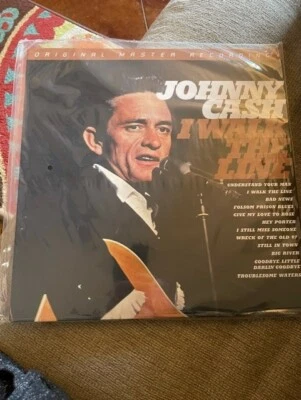 ORIGINAL MASTER RECORDING
JOHNNY
CASH
I WALK
THE
LINE
UNDERSTAND YOUR MAN
I WALK THE LINE
BAD NEWS
FOLSOM PRISON BLUES
GIVE MY LOVE TO ROSE
HEY PORTER
I STILL MISS SOMEONE
WRECK OF THE OLD 97
STILL IN TOWN
BIG RIVER
GOODBYE, LITTLE
DARLIN' GOODBYE
TROUBLESOME WATERS